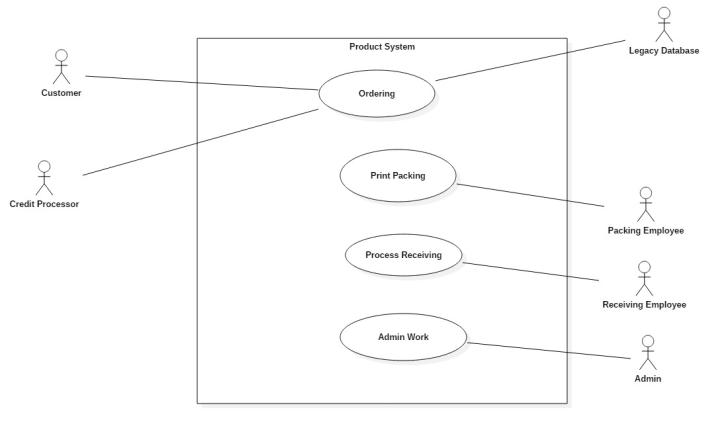 Product System
Legacy Database
Customer
Ordering
Credit Processor
Print Packing
Packing Employee
Process Receiving
Receiving Employee
Admin Work
Admin